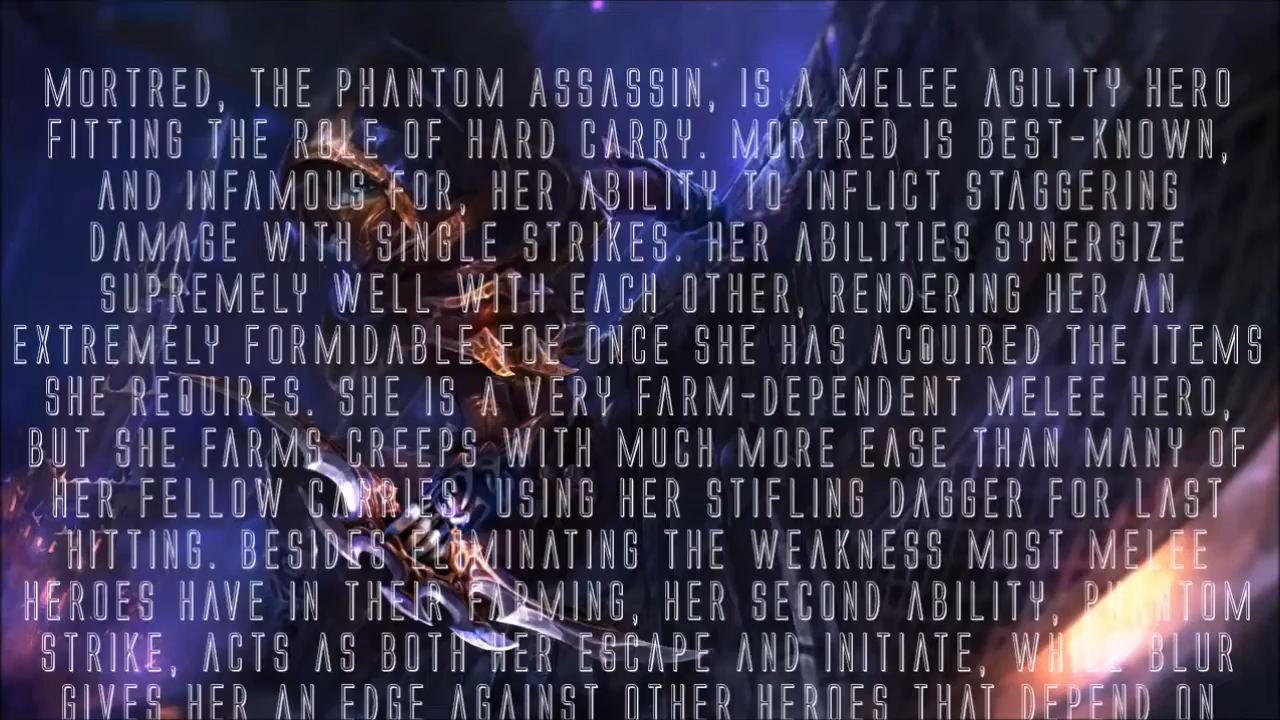 MORTRED, THE PHANTOM ASSASSIN, IS A MELEE AGILITY HERO
FITTING THE ROLE OF HARD CARRY. MORTRED IS BEST-KNOWN,
AND INFAMOUS FOR, HER ABILITY TO INFLICT STAGGERING
DAMAGE WITH SINGLE STRIKES. HER ABILITIES SYNERGIZE
SUPREMELY WELL WITH EACH OTHER, RENDERING HER AN
EXTREMELY FORMIDABLE FOE ONCE SHE HAS ACQUIRED THE ITEMS
SHE REQUIRES. SHE IS A VERY FARM-DEPENDENT MELEE HERO,
BUT SHE FARMS CREEPS WITH MUCH MORE EASE THAN MANY OF
HER FELLOW CARRIES, USING HER STIFLING DAGGER FOR LAST
HITTING. BESIDES ELIMINATING THE WEAKNESS MOST MELEE
HEROES HAVE IN THEIR FARMING, HER SECOND ABILITY, PHANTOM
STRIKE, ACTS AS BOTH HER ESCAPE AND INITIATE, WHILE BLUR
GIVES HER AN EDGE AGAINST OTHER HEROES THAT DEPEND ON